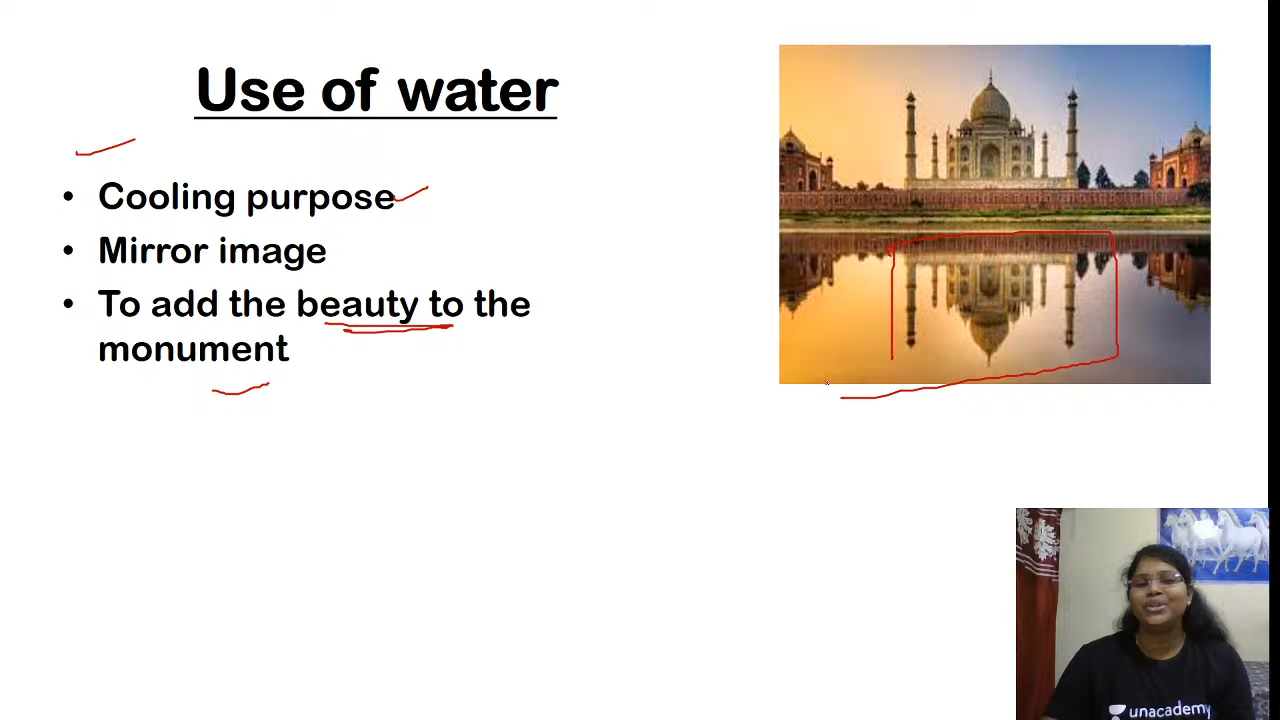 Use of water
• Cooling purpose
• Mirror image
• To add the beauty to the
monument
unacademy